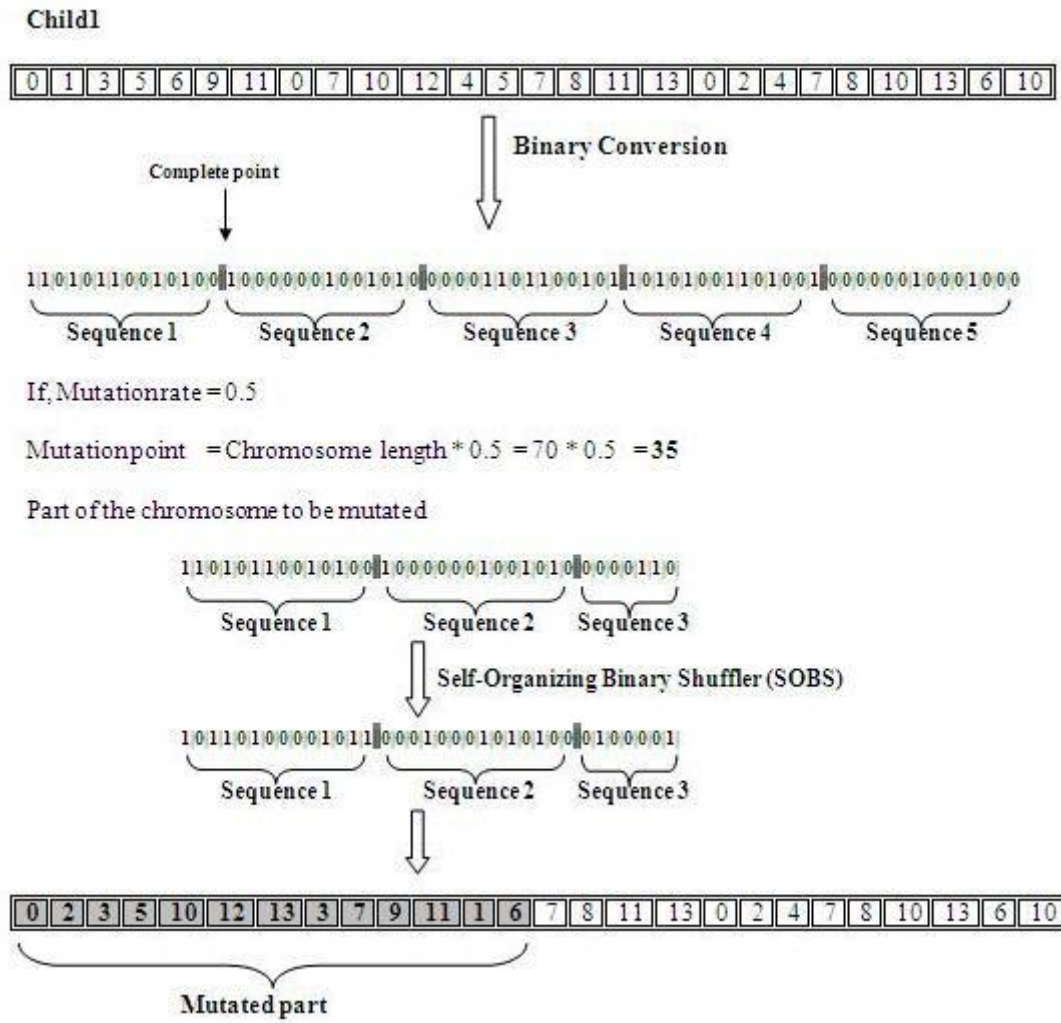 Child1
0 1 3 5 6 9 11 0 7 10 12 4 5 7 8 11 13 0 2 4 7 8 10 13 6 10
Binary Conversion
Complete point
11010110010100 10000001001010 00001101100101 10101001101001 00000010001000
Sequence 1 Sequence 2 Sequence 3 Sequence 4 Sequence 5
If, Mutationrate = 0.5
Mutationpoint = Chromosome length * 0.5 = 70 * 0.5 = 35
Part of the chromosome to be mutated
11010110010100 10000001001010 0000110
Sequence 1 Sequence 2 Sequence 3
Self-Organizing Binary Shuffler (SOBS)
10110100001011 00010001010100 0100001
Sequence 1 Sequence 2 Sequence 3
0 2 3 5 10 12 13 3 7 9 11 1 6 7 8 11 13 0 2 4 7 8 10 13 6 10
Mutated part